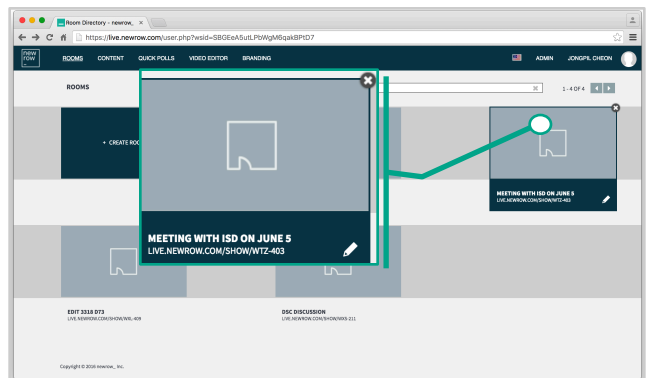 Room Directory - newrow_
https://live.newrow.com/user.php?wsid=SBGEeA5utLPbWgM6qakBPtD7
new
row
_
ROOMS CONTENT QUICK POLLS VIDEO EDITOR BRANDING ADMIN JONGPIL CHEON
ROOMS 1 - 4 OF 4
+ CREATE ROO
MEETING WITH ISD ON JUNE 5
LIVE.NEWROW.COM/SHOW/WTZ-403
MEETING WITH ISD ON JUNE 5
LIVE.NEWROW.COM/SHOW/WTZ-403
EDIT 3318 D73
LIVE.NEWROW.COM/SHOW/WXL-409
DSC DISCUSSION
LIVE.NEWROW.COM/SHOW/WXS-211
Copyright © 2016 newrow_ Inc.